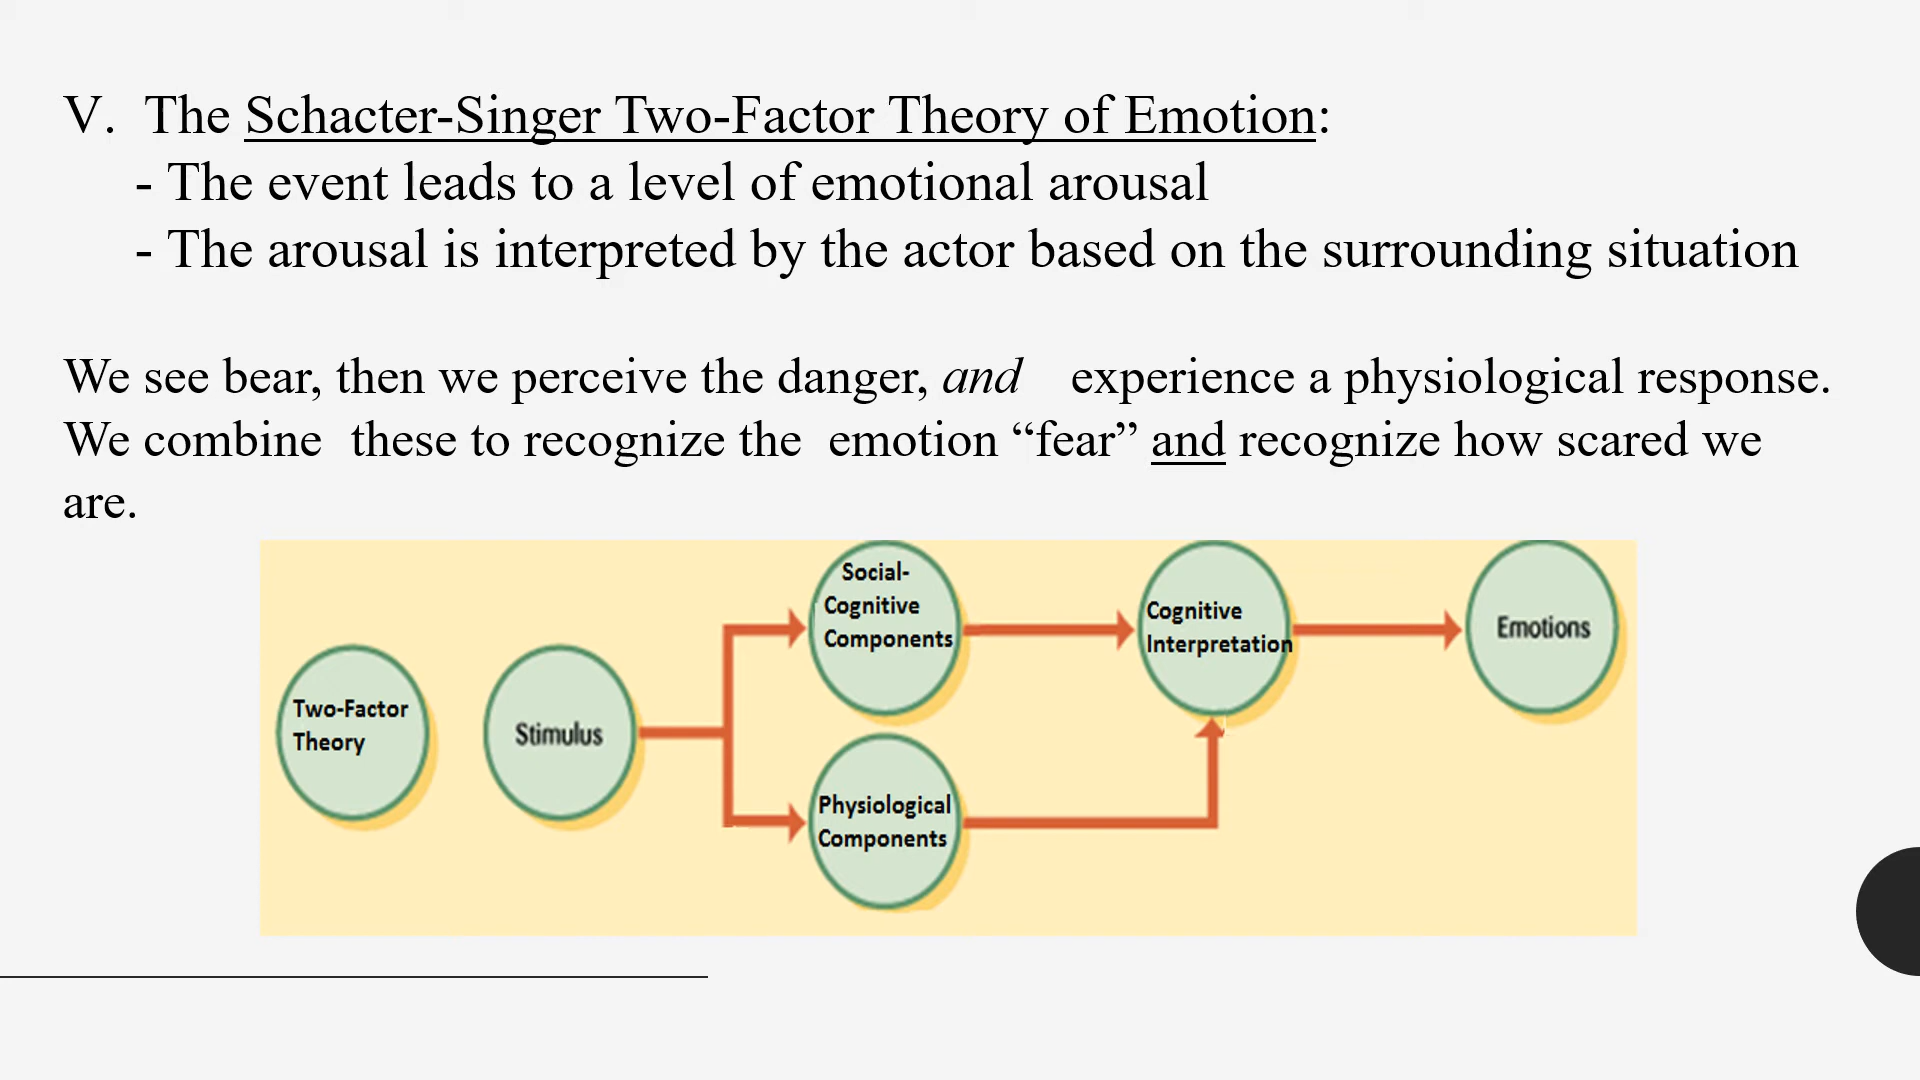 V. The Schacter-Singer Two-Factor Theory of Emotion:
- The event leads to a level of emotional arousal
- The arousal is interpreted by the actor based on the surrounding situation
We see bear, then we perceive the danger, and experience a physiological response.
We combine these to recognize the emotion “fear” and recognize how scared we
are.
Two-Factor
Theory
Stimulus
Social-
Cognitive
Components
Physiological
Components
Cognitive
Interpretation
Emotions